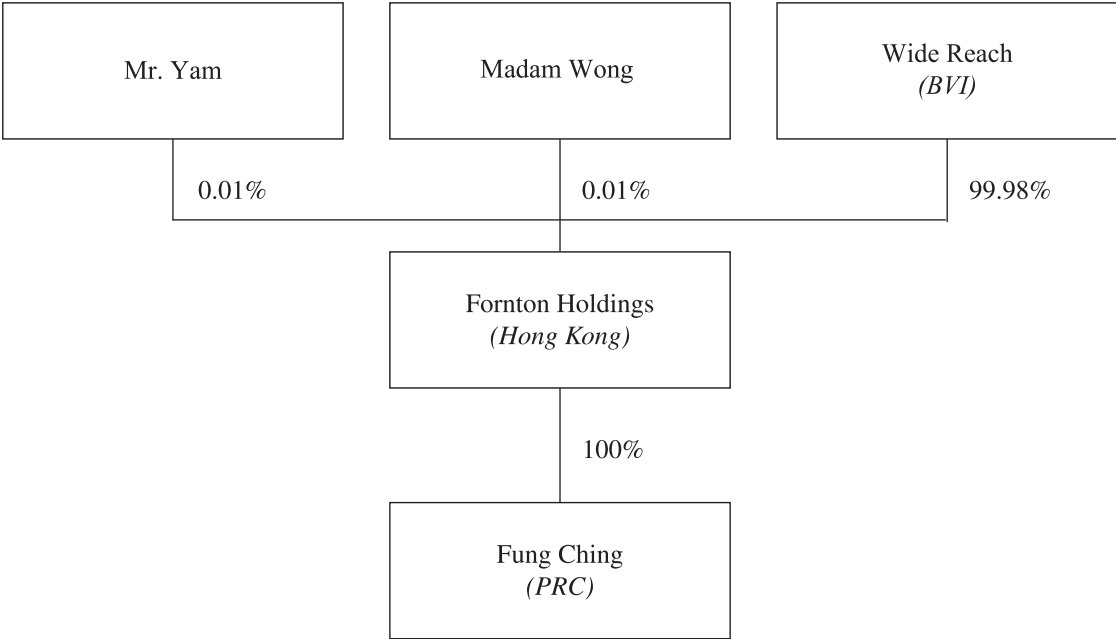 Mr. Yam
Madam Wong
Wide Reach
(BVI)
0.01%
0.01%
99.98%
Fornton Holdings
(Hong Kong)
100%
Fung Ching
(PRC)